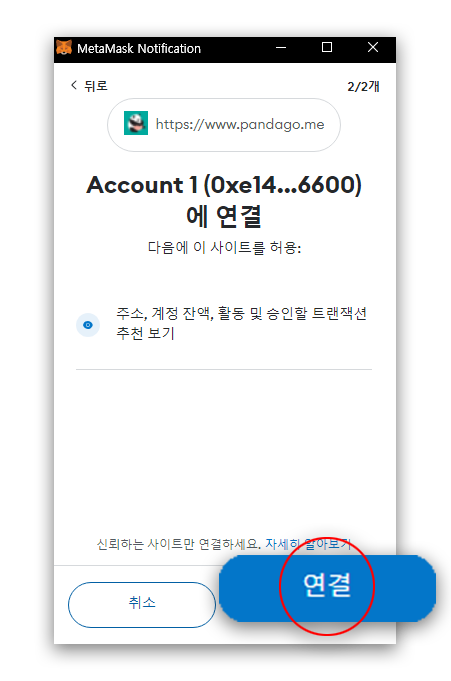 MetaMask Notification
뒤로
2/2개
https://www.pandago.me
Account 1 (0xe14...6600)
에 연결
다음에 이 사이트를 허용:
주소, 계정 잔액, 활동 및 승인할 트랜잭션
추천 보기
신뢰하는 사이트만 연결하세요. 자세히 알아보기
취소
연결